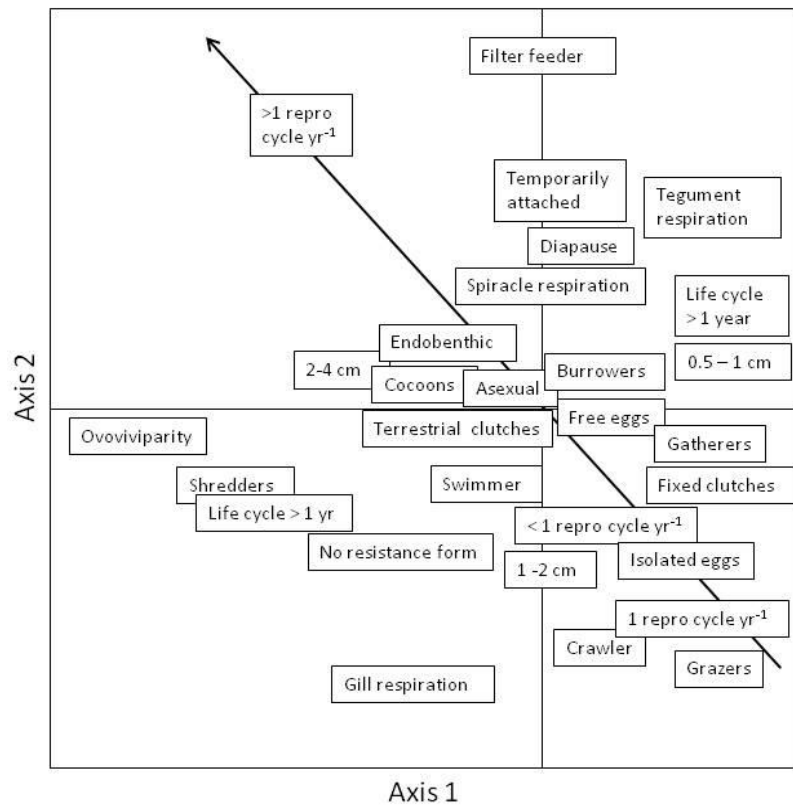 Filter feeder
>1 repro
cycle yr⁻¹
Temporarily
attached
Tegument
respiration
Diapause
Spiracle respiration
Life cycle
> 1 year
Endobenthic
2-4 cm
0.5 – 1 cm
Burrowers
Cocoons
Asexual
Axis 2
Free eggs
Terrestrial clutches
Ovoviviparity
Gatherers
Shredders
Swimmer
Fixed clutches
Life cycle > 1 yr
< 1 repro cycle yr⁻¹
No resistance form
Isolated eggs
1 -2 cm
1 repro cycle yr⁻¹
Crawler
Grazers
Gill respiration
Axis 1